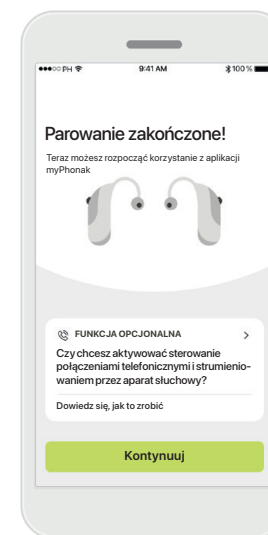 PH 9:41 AM 100 %
Parowanie zakończone!
Teraz możesz rozpocząć korzystanie z aplikacji
myPhonak
FUNKCJA OPCJONALNA
Czy chcesz aktywować sterowanie
połączeniami telefonicznymi i strumienio-
waniem przez aparat słuchowy?
Dowiedz się, jak to zrobić
Kontynuuj